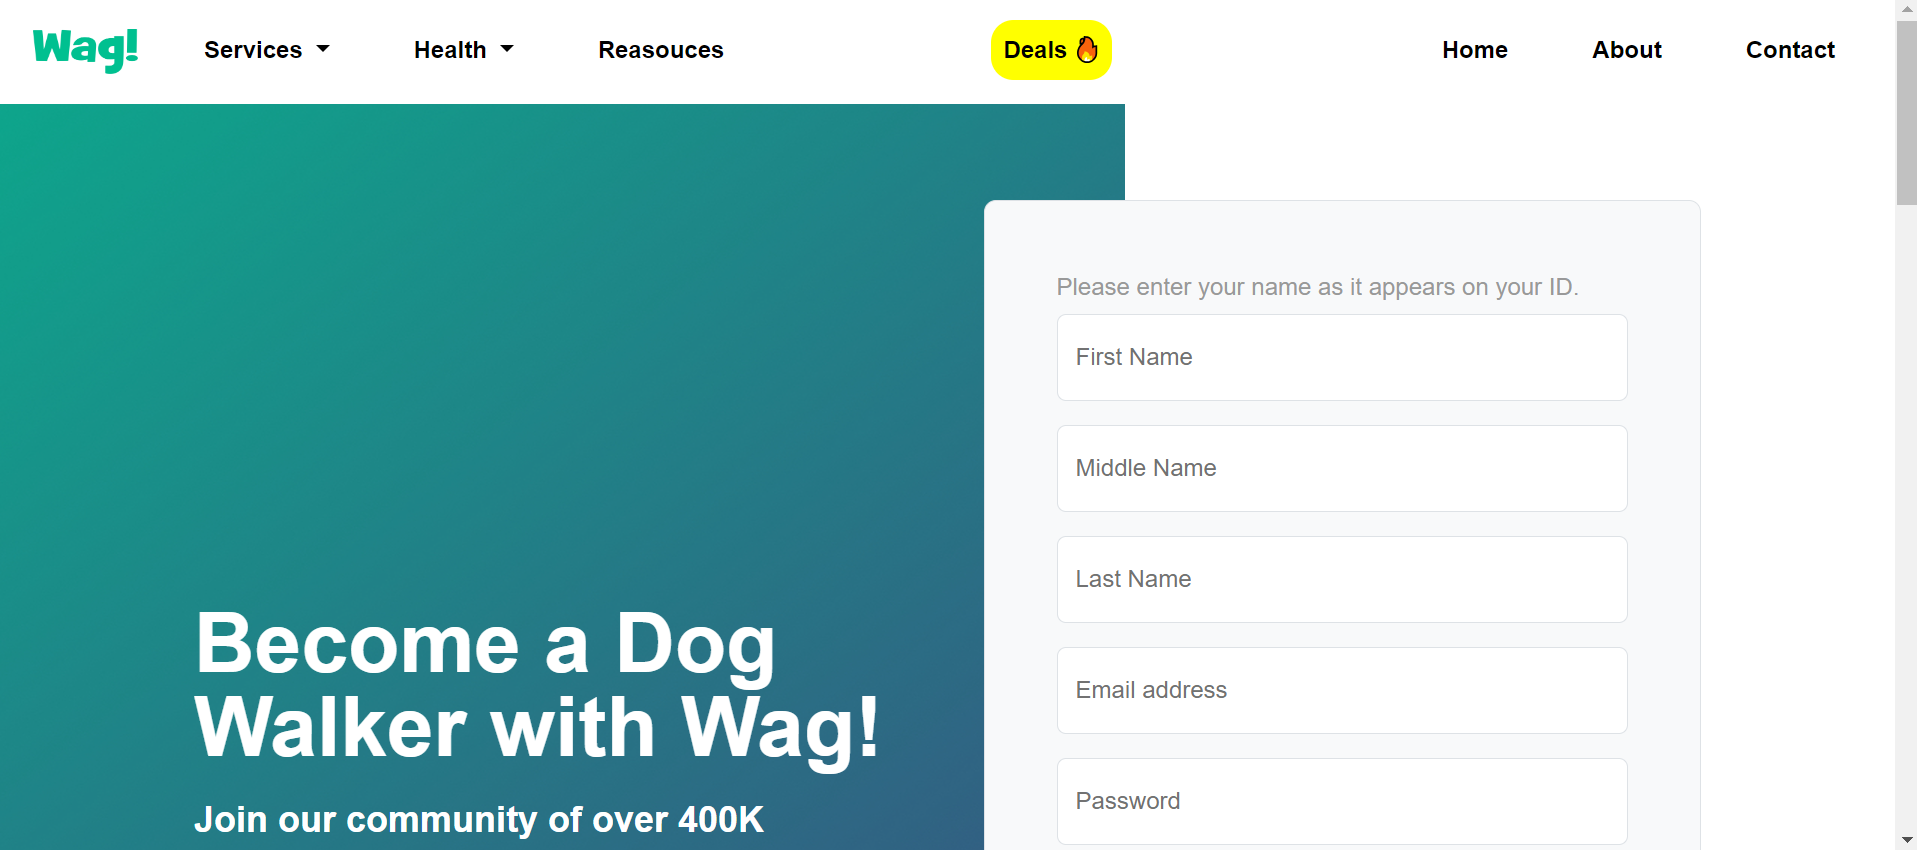 Wag!
Services
Health
Reasouces
Deals 🔥
Home
About
Contact
Please enter your name as it appears on your ID.
First Name
Middle Name
Last Name
Email address
Password
Become a Dog
Walker with Wag!
Join our community of over 400K